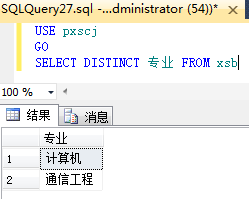 SQLQuery27.sql -...dministrator (54))*
USE pxscj
GO
SELECT DISTINCT 专业 FROM xsb
100 %
结果 消息
专业
1 计算机
2 通信工程